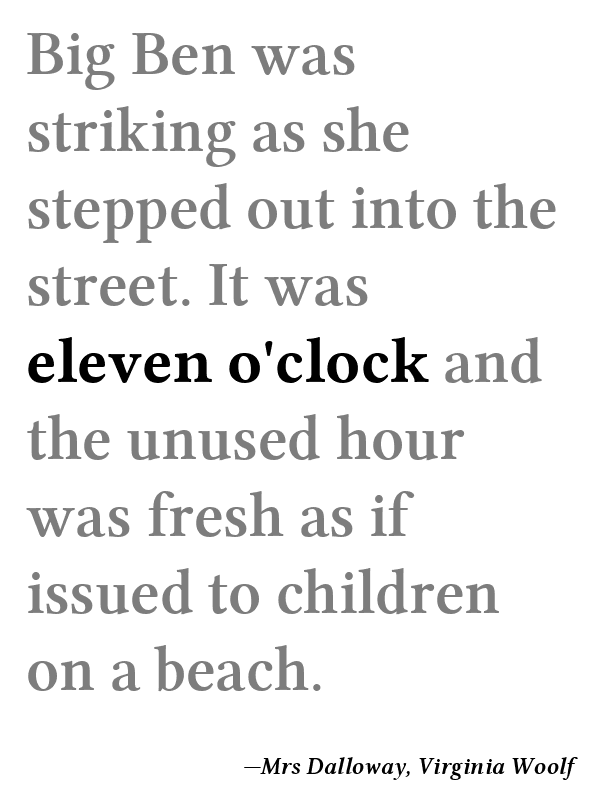 Big Ben was
striking as she
stepped out into the
street. It was
eleven o'clock and
the unused hour
was fresh as if
issued to children
on a beach.
—Mrs Dalloway, Virginia Woolf